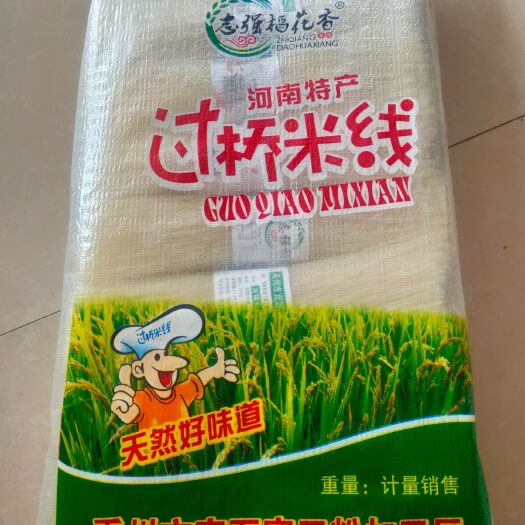 志强稻花香®
ZHIQIANG
DAOHUAXIANG
河南特产
过桥米线
GUO QIAO MIXIAN
过桥米线
天然好味道
重量：计量销售